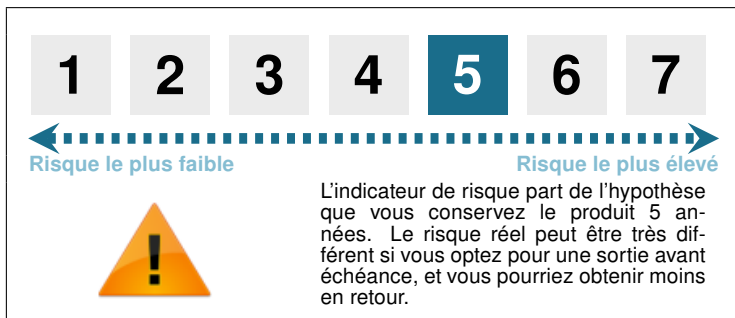 1 2 3 4 5 6 7
Risque le plus faible Risque le plus élevé
L'indicateur de risque part de l'hypothèse
que vous conservez le produit 5 an-
nées. Le risque réel peut être très dif-
férent si vous optez pour une sortie avant
échéance, et vous pourriez obtenir moins
en retour.